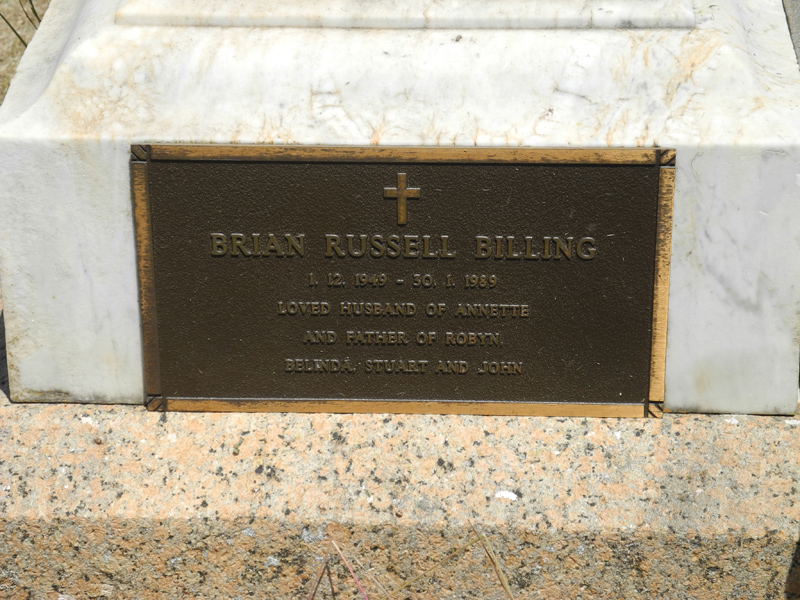 BRIAN RUSSELL BILLING
1. 12. 1949 - 30. 1. 1989
LOVED HUSBAND OF ANNETTE
AND FATHER OF ROBYN,
BELINDA, STUART AND JOHN